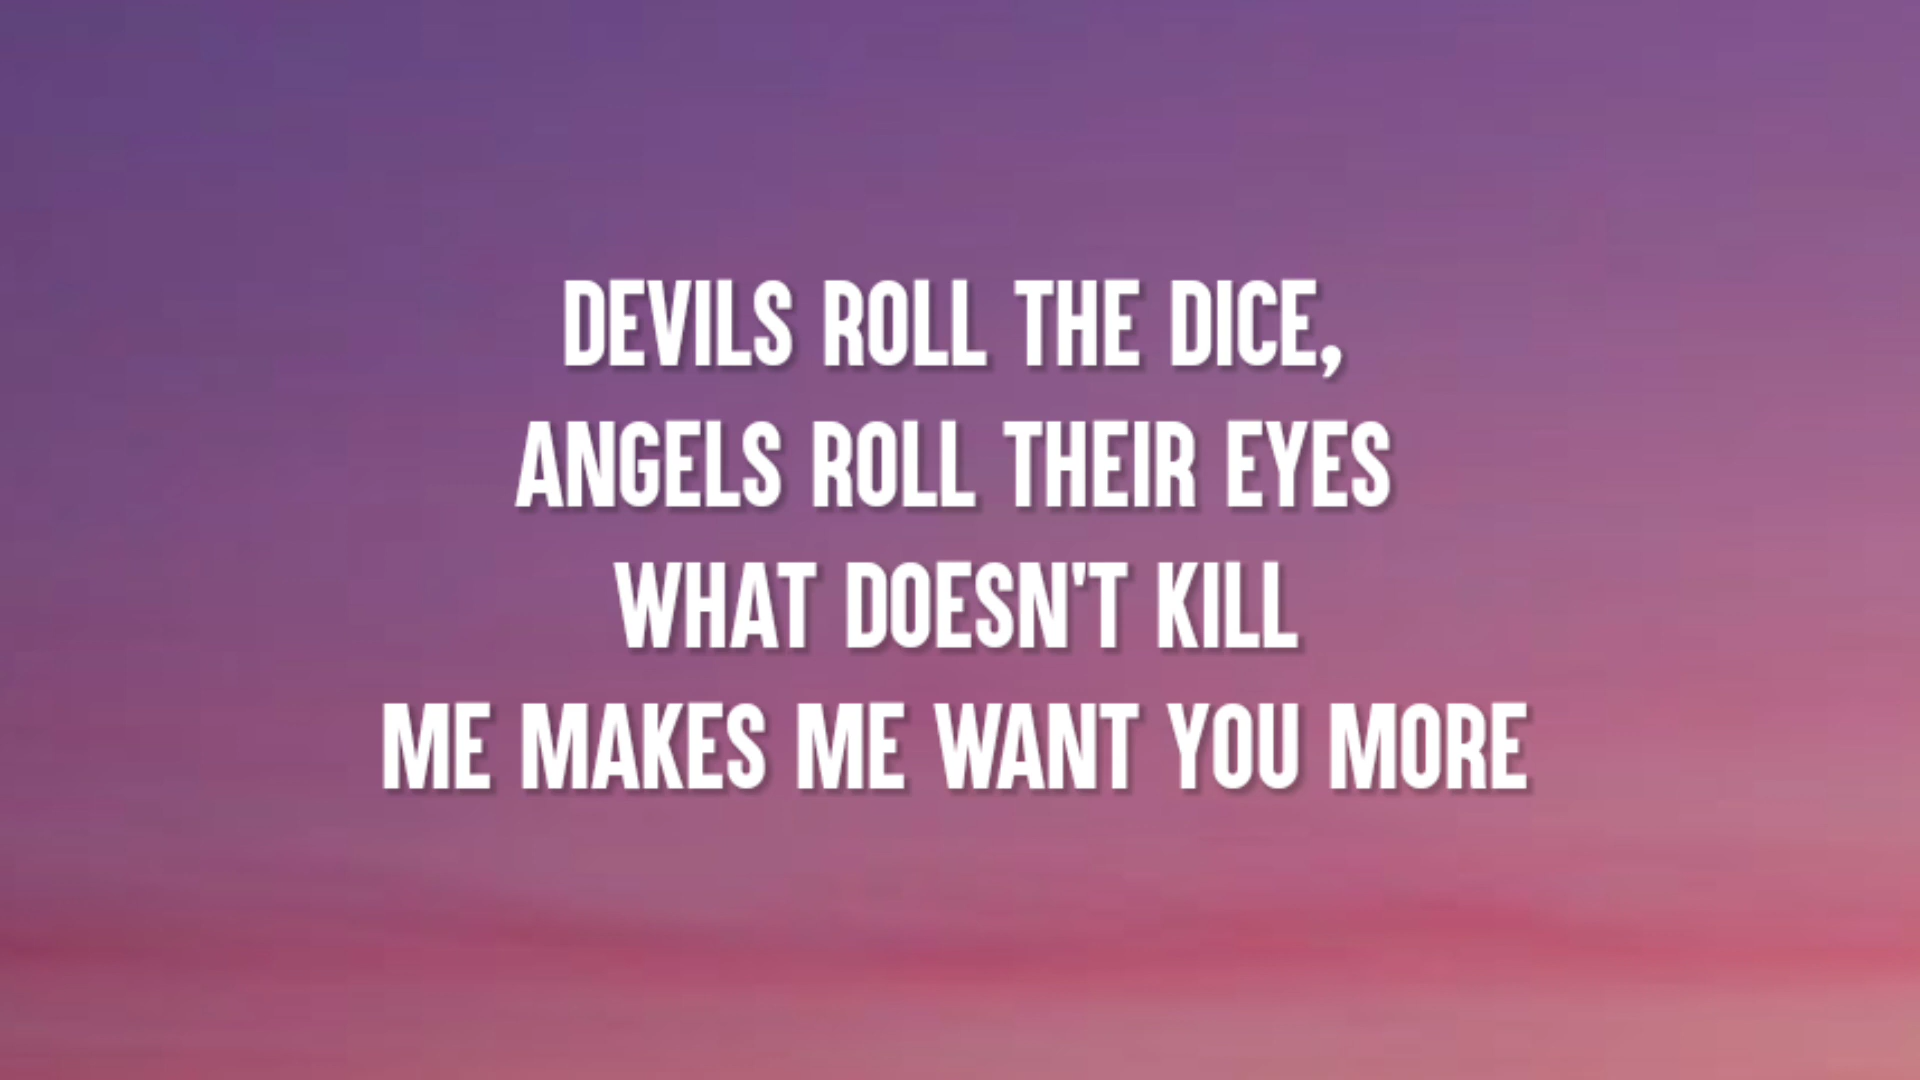 DEVILS ROLL THE DICE,
ANGELS ROLL THEIR EYES
WHAT DOESN'T KILL
ME MAKES ME WANT YOU MORE